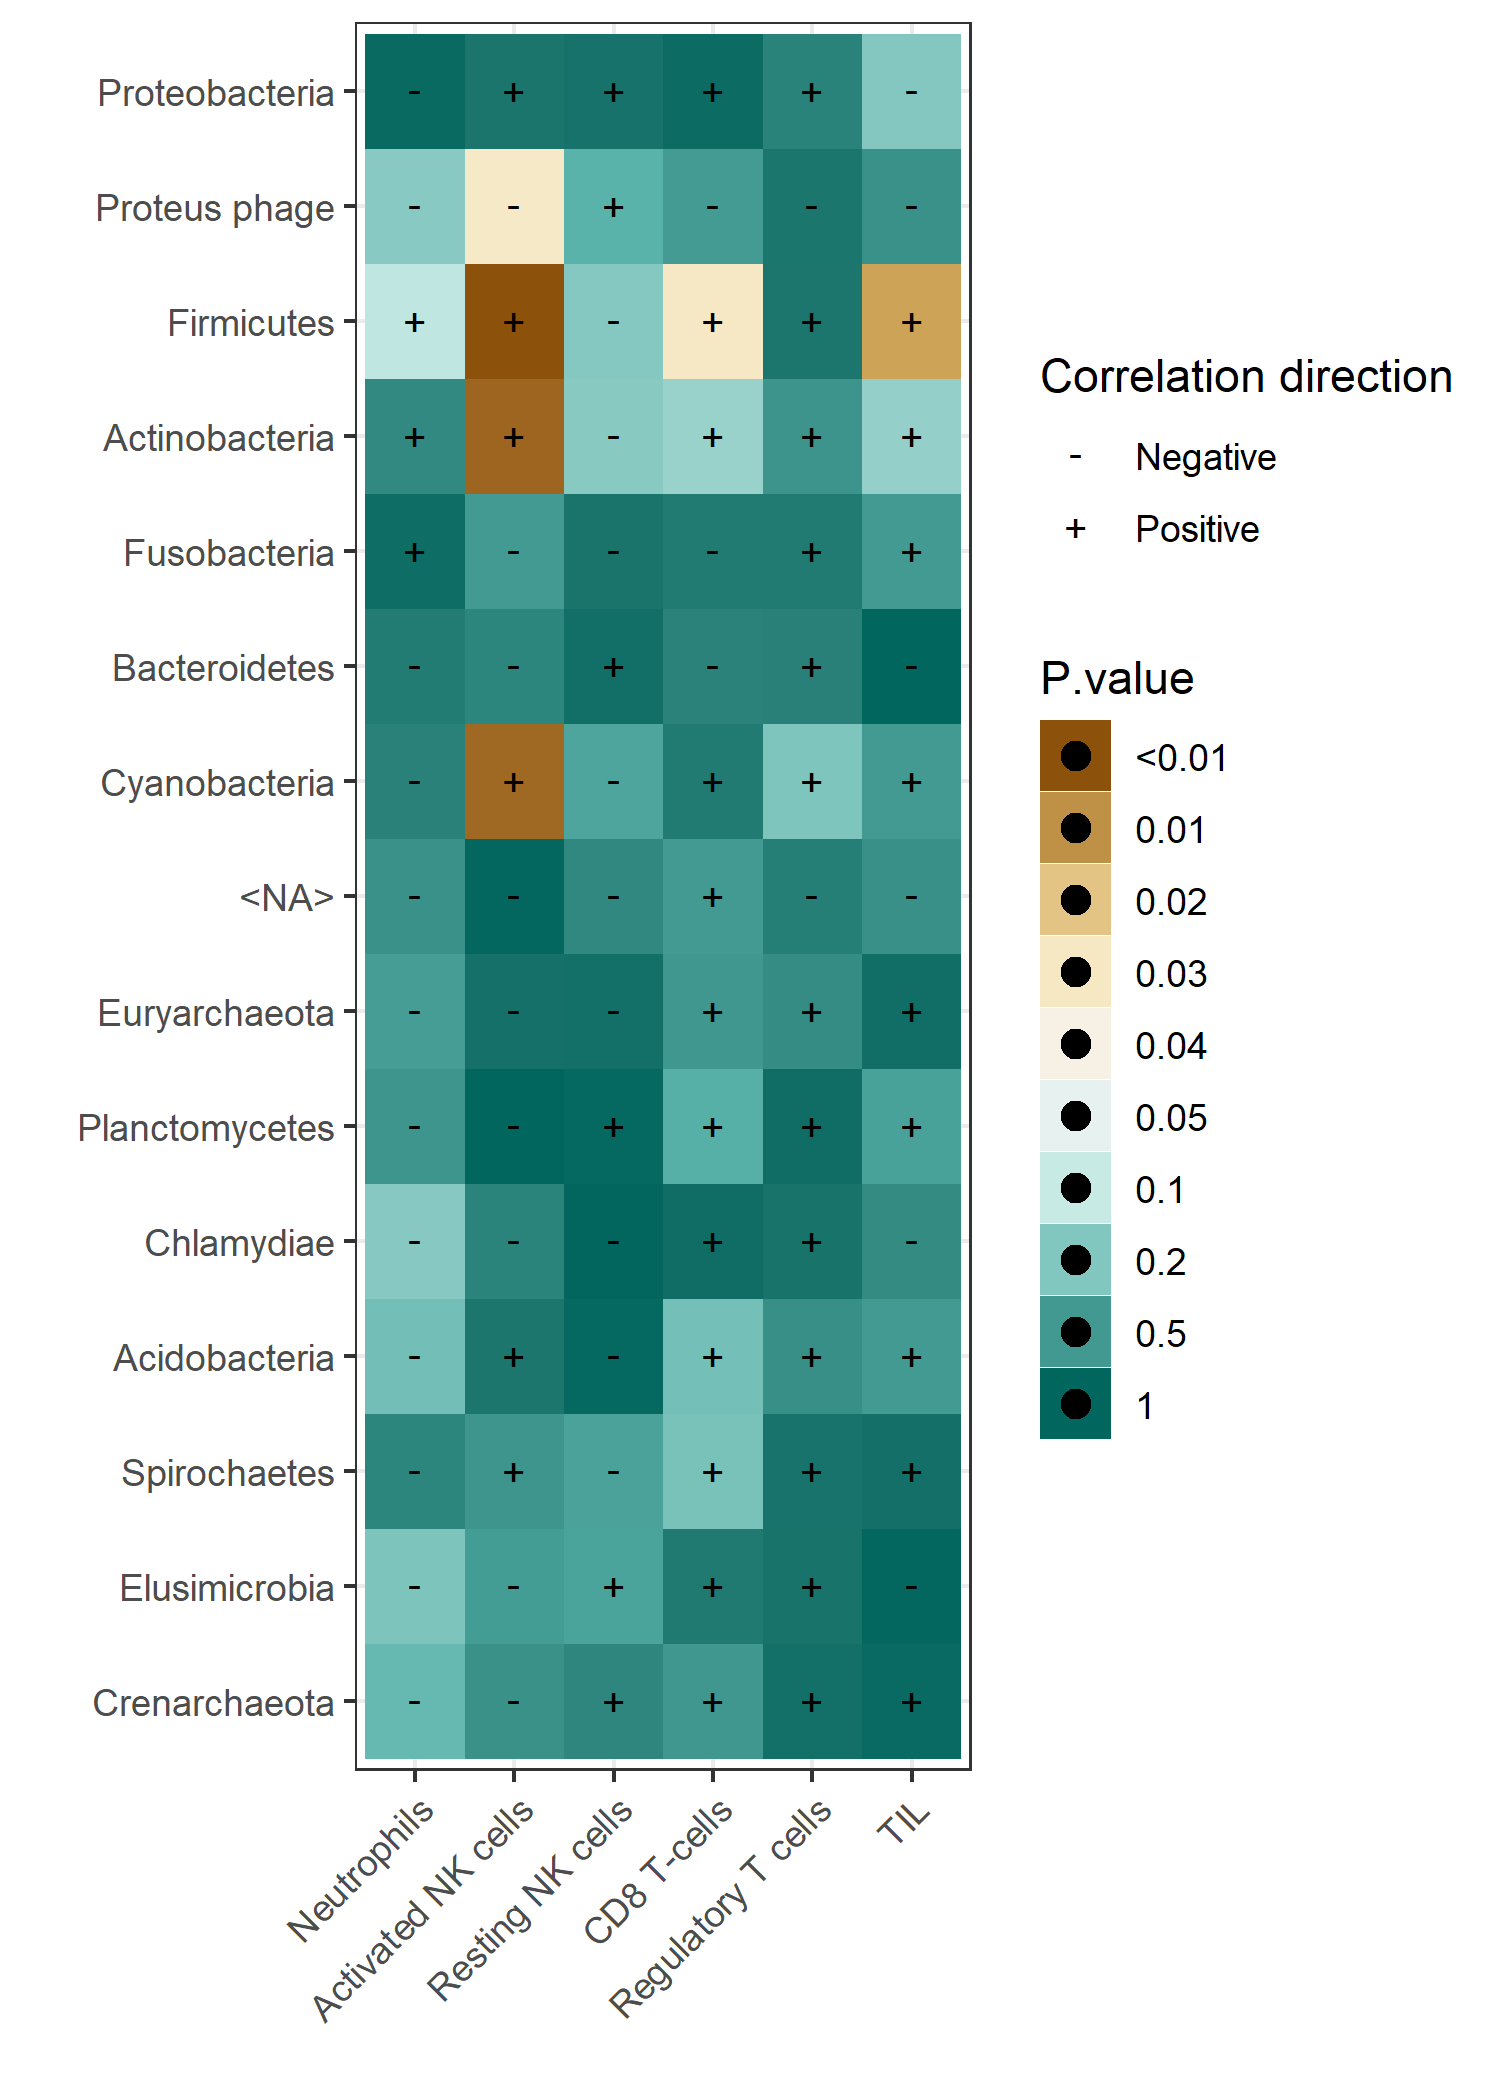 Proteobacteria - + + + + -
Proteus phage - - + - - -
Firmicutes + + - + + +
Actinobacteria + + - + + +
Fusobacteria + - - - + +
Bacteroidetes - - + - + -
Cyanobacteria - + - + + +
<NA> - - - + - -
Euryarchaeota - - - + + +
Planctomycetes - - + + + +
Chlamydiae - - - + + -
Acidobacteria - + - + + +
Spirochaetes - + - + + +
Elusimicrobia - - + + + -
Crenarchaeota - - + + + +
Neutrophils
Activated NK cells
Resting NK cells
CD8 T-cells
Regulatory T cells
TIL
Correlation direction
- Negative
+ Positive
P.value
<0.01
0.01
0.02
0.03
0.04
0.05
0.1
0.2
0.5
1